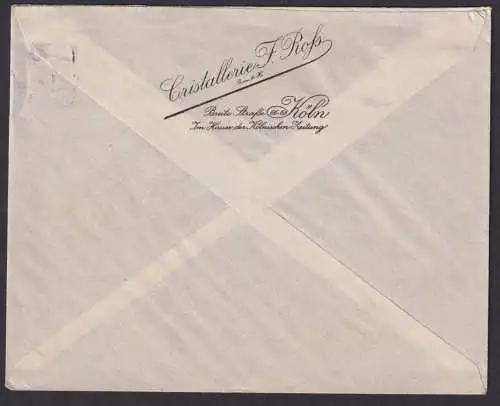 Cristallerie F. Roß
G.m.b.H.
Breite Straße Köln
Im Hause der Kölnischen Zeitung